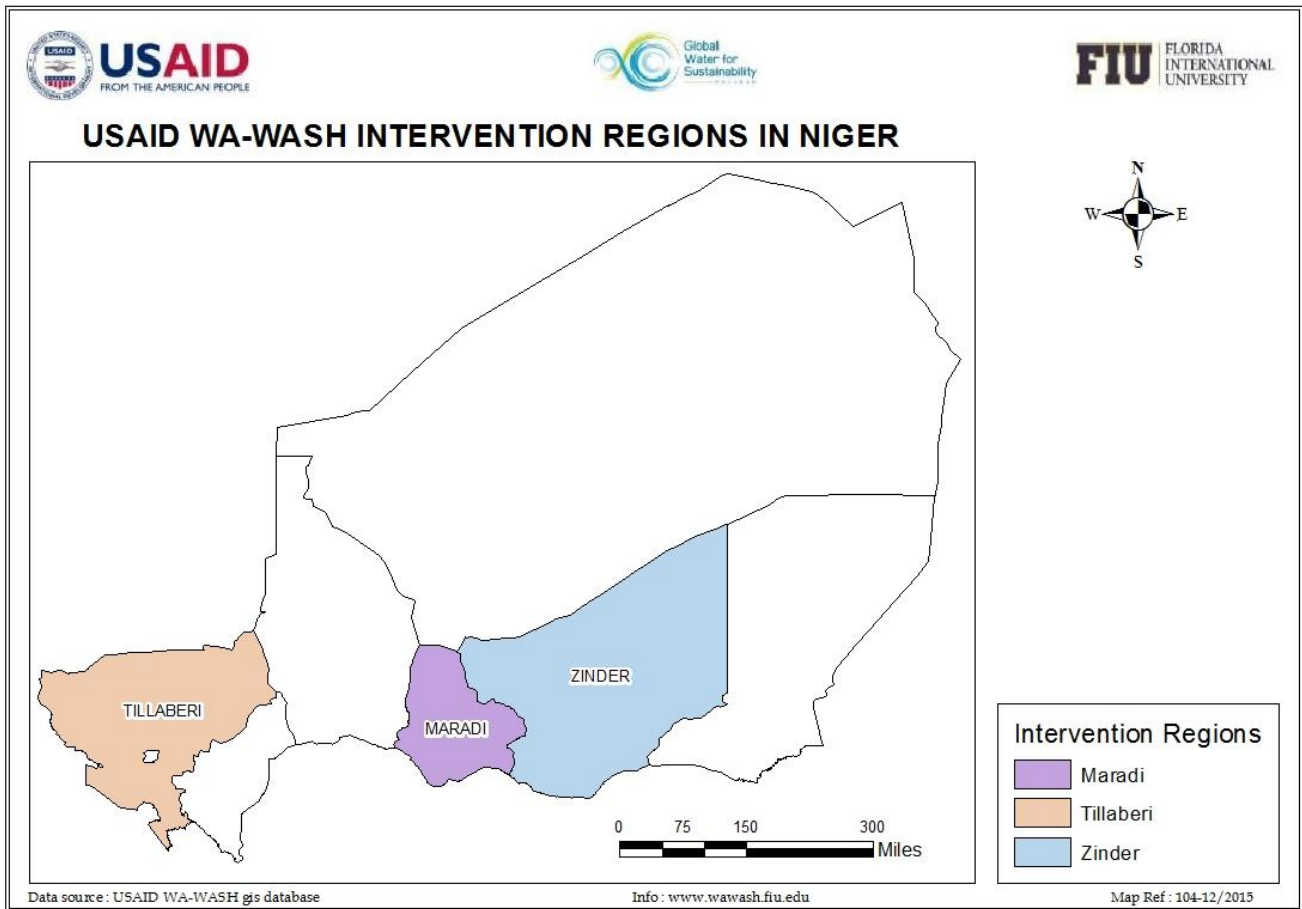 USAID
USAID
FROM THE AMERICAN PEOPLE
Global
Water for
Sustainability
PROGRAM
FIU
FLORIDA
INTERNATIONAL
UNIVERSITY
USAID WA-WASH INTERVENTION REGIONS IN NIGER
N
W E
S
ZINDER
TILLABERI
MARADI
0 75 150 300
Miles
Intervention Regions
Maradi
Tillaberi
Zinder
Data source : USAID WA-WASH gis database
Info : www.wawash.fiu.edu
Map Ref : 104-12/2015